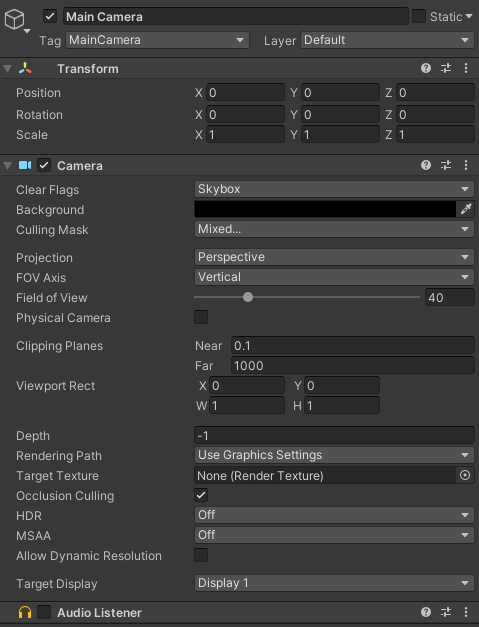 Main Camera Static
Tag MainCamera Layer Default
Transform
Position X 0 Y 0 Z 0
Rotation X 0 Y 0 Z 0
Scale X 1 Y 1 Z 1
Camera
Clear Flags Skybox
Background
Culling Mask Mixed...
Projection Perspective
FOV Axis Vertical
Field of View 40
Physical Camera
Clipping Planes Near 0.1
Far 1000
Viewport Rect X 0 Y 0
W 1 H 1
Depth -1
Rendering Path Use Graphics Settings
Target Texture None (Render Texture)
Occlusion Culling
HDR Off
MSAA Off
Allow Dynamic Resolution
Target Display Display 1
Audio Listener